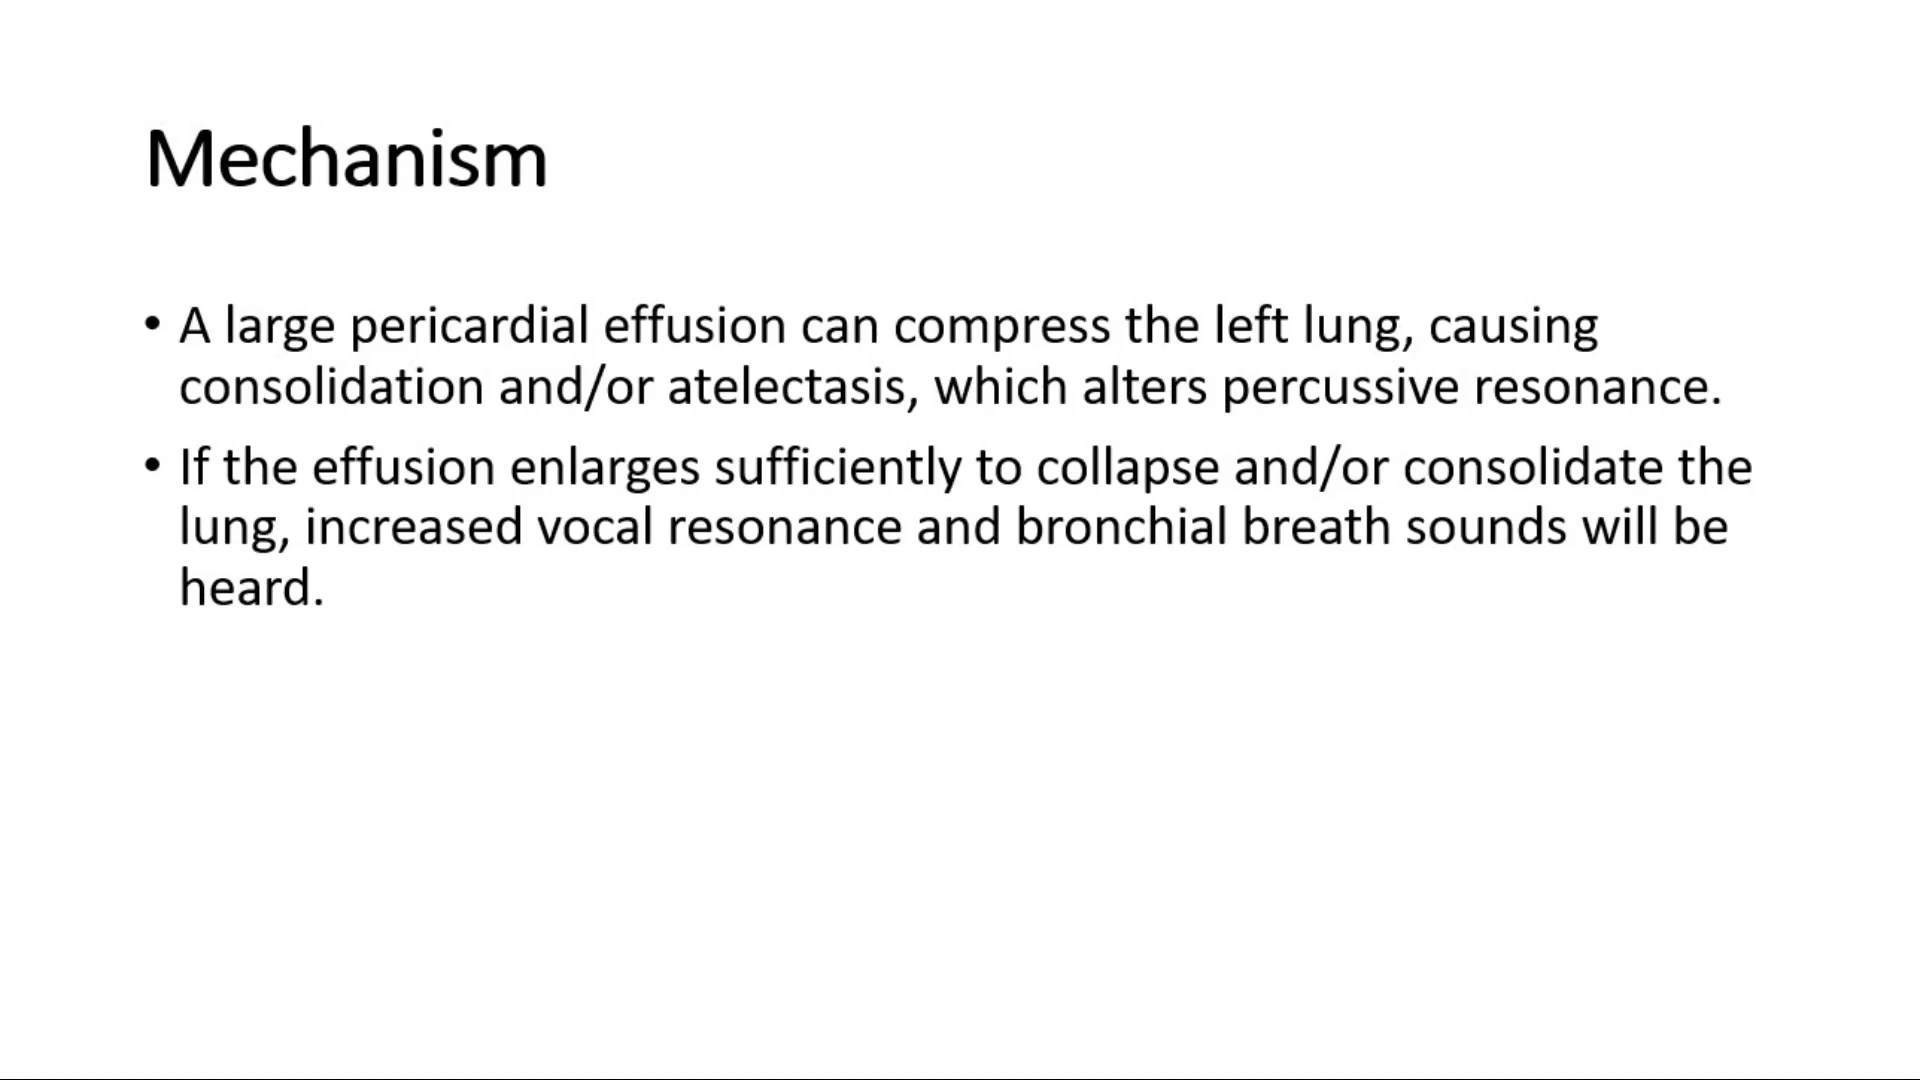 Mechanism
• A large pericardial effusion can compress the left lung, causing
consolidation and/or atelectasis, which alters percussive resonance.
• If the effusion enlarges sufficiently to collapse and/or consolidate the
lung, increased vocal resonance and bronchial breath sounds will be
heard.